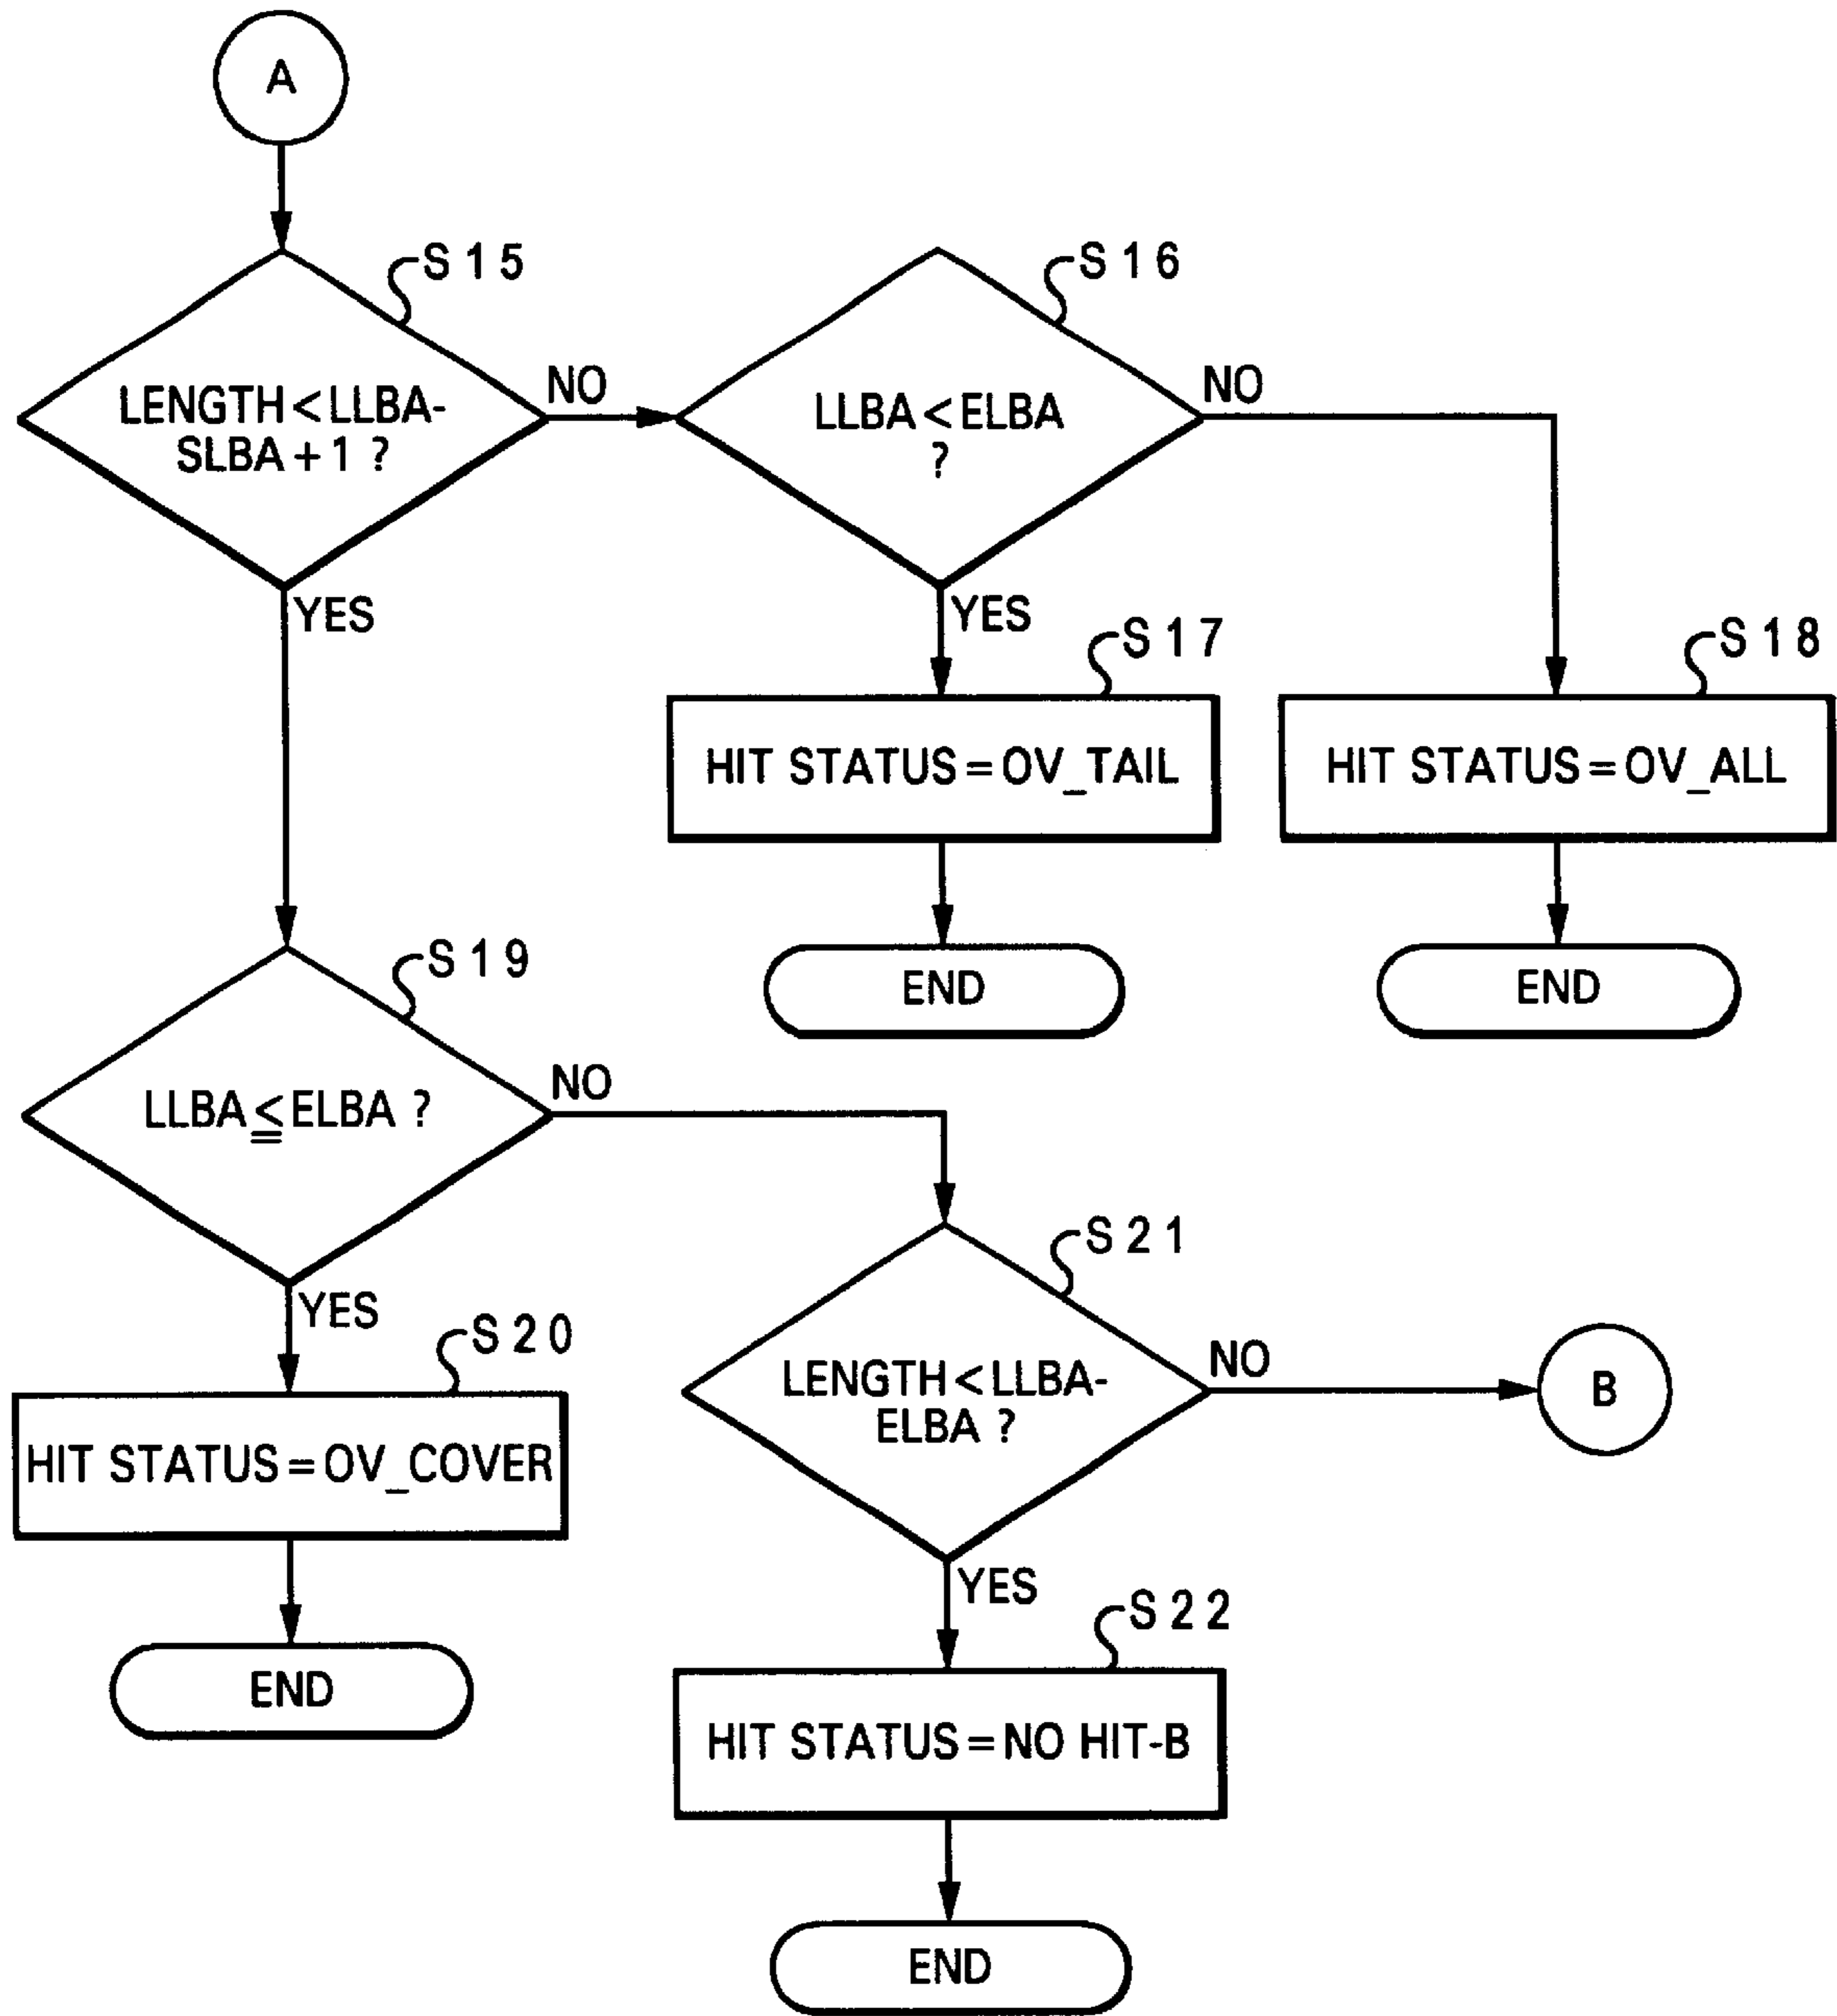 A
S15
LENGTH<LLBA-
SLBA+1 ?
NO
YES
S16
LLBA<ELBA
?
NO
YES
S17
HIT STATUS=OV_TAIL
END
S18
HIT STATUS=OV_ALL
END
S19
LLBA≦ELBA ?
NO
YES
S20
HIT STATUS=OV_COVER
END
S21
LENGTH<LLBA-
ELBA ?
NO
B
YES
S22
HIT STATUS=NO HIT-B
END